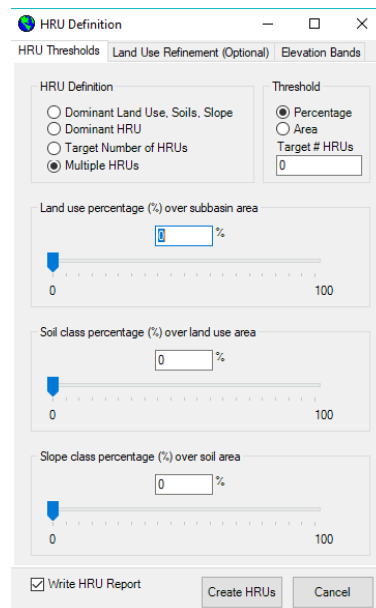 HRU Definition
HRU Thresholds Land Use Refinement (Optional) Elevation Bands
HRU Definition
Dominant Land Use, Soils, Slope
Dominant HRU
Target Number of HRUs
Multiple HRUs
Threshold
Percentage
Area
Target # HRUs
0
Land use percentage (%) over subbasin area
0 %
0 100
Soil class percentage (%) over land use area
0 %
0 100
Slope class percentage (%) over soil area
0 %
0 100
Write HRU Report Create HRUs Cancel